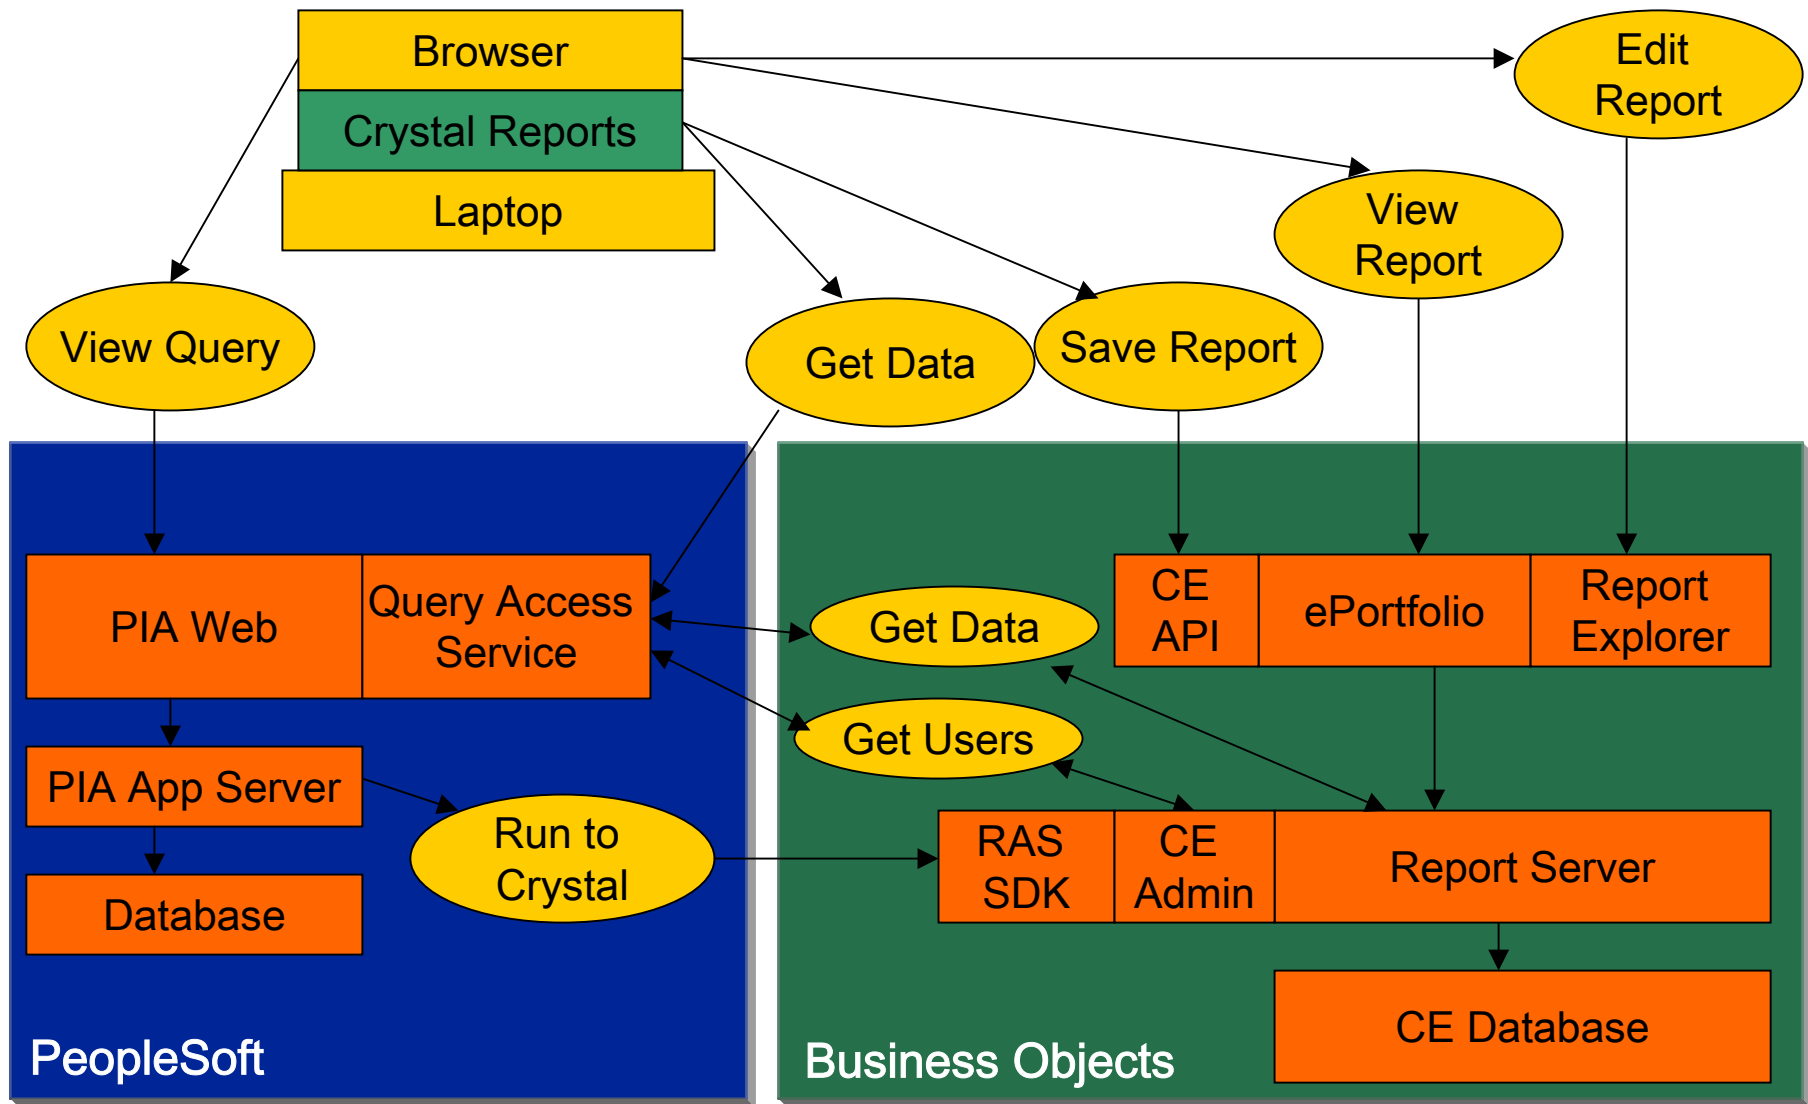 Browser
Crystal Reports
Laptop
Edit
Report
View
Report
View Query
Get Data
Save Report
PIA Web
Query Access
Service
PIA App Server
Database
Run to
Crystal
PeopleSoft
CE
API
ePortfolio
Report
Explorer
Get Data
Get Users
RAS
SDK
CE
Admin
Report Server
CE Database
Business Objects